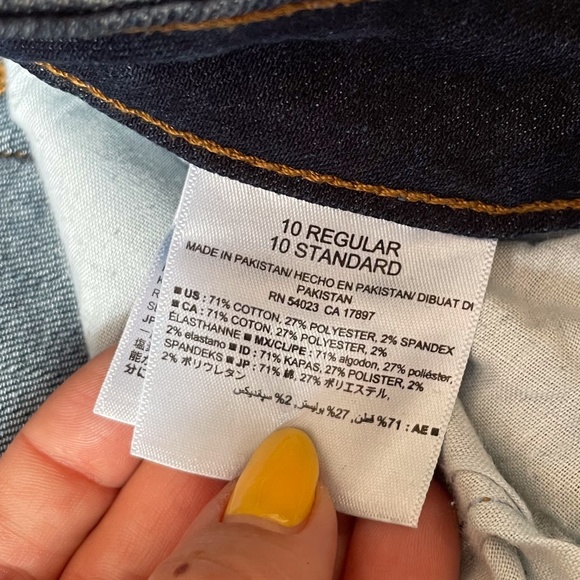 10 REGULAR
10 STANDARD
MADE IN PAKISTAN/ HECHO EN PAKISTAN/ DIBUAT DI
PAKISTAN
RN 54023 CA 17897
■ US : 71% COTTON, 27% POLYESTER, 2% SPANDEX
■ CA : 71% COTON, 27% POLYESTER, 2%
ELASTHANNE ■ MX/CL/PE : 71% algodon, 27% poliéster,
2% elastano ■ ID : 71% KAPAS, 27% POLISTER, 2%
SPANDEKS ■ JP : 71% 綿, 27% ポリエステル,
2% ポリウレタン
■ AE : 71% قطن, 27% بوليستر, 2% سباندكس